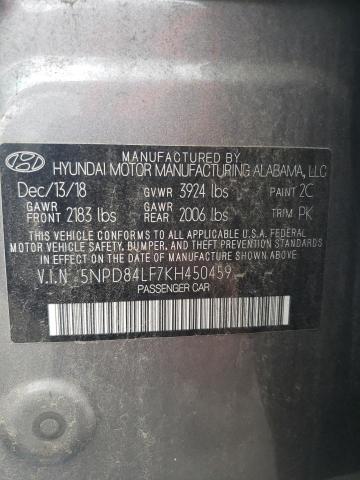 MANUFACTURED BY
HYUNDAI MOTOR MANUFACTURING ALABAMA, LLC
Dec/13/18 GVWR 3924 lbs PAINT 2C
GAWR FRONT 2183 lbs GAWR REAR 2006 lbs TRIM PK
THIS VEHICLE CONFORMS TO ALL APPLICABLE U.S.A. FEDERAL
MOTOR VEHICLE SAFETY, BUMPER, AND THEFT PREVENTION
STANDARDS IN EFFECT ON THE DATE OF MANUFACTURE SHOWN ABOVE.
V.I.N 5NPD84LF7KH450459
PASSENGER CAR